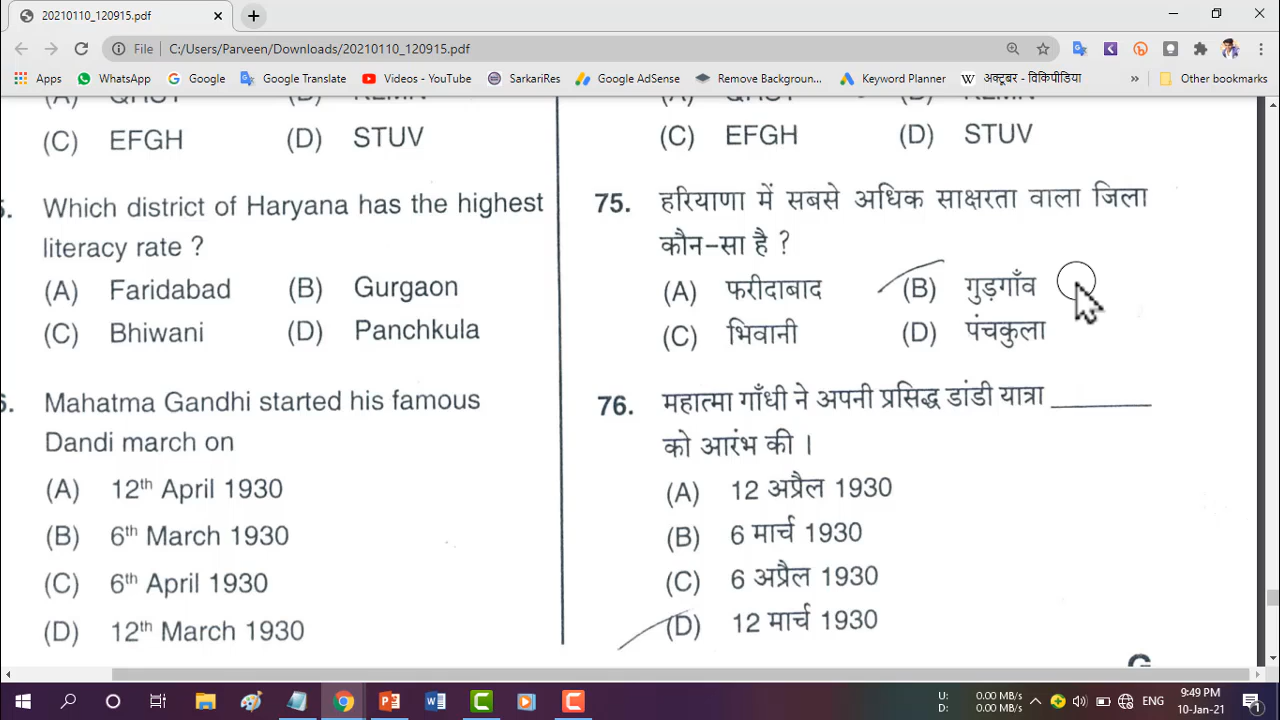 20210110_120915.pdf
File C:/Users/Parveen/Downloads/20210110_120915.pdf
Apps WhatsApp Google Google Translate Videos - YouTube SarkariRes Google AdSense Remove Backgroun... Keyword Planner W अक्टूबर - विकिपीडिया » Other bookmarks
(C) EFGH (D) STUV
Which district of Haryana has the highest
literacy rate ?
(A) Faridabad (B) Gurgaon
(C) Bhiwani (D) Panchkula
Mahatma Gandhi started his famous
Dandi march on
(A) 12th April 1930
(B) 6th March 1930
(C) 6th April 1930
(D) 12th March 1930
(C) EFGH (D) STUV
75. हरियाणा में सबसे अधिक साक्षरता वाला जिला
कौन-सा है ?
(A) फरीदाबाद (B) गुड़गाँव
(C) भिवानी (D) पंचकुला
76. महात्मा गाँधी ने अपनी प्रसिद्ध डांडी यात्रा ________
को आरंभ की ।
(A) 12 अप्रैल 1930
(B) 6 मार्च 1930
(C) 6 अप्रैल 1930
(D) 12 मार्च 1930
U: 0.00 MB/s
D: 0.00 MB/s
ENG
9:49 PM
10-Jan-21